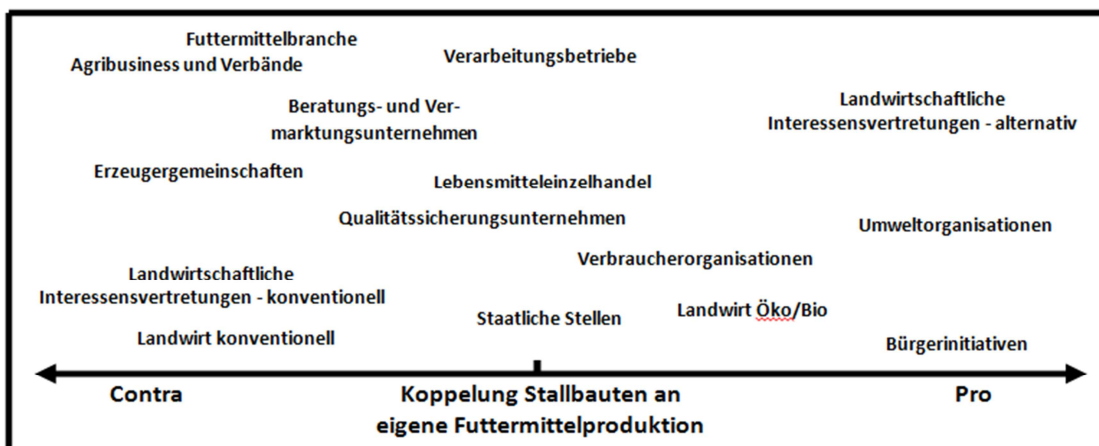 Futtermittelbranche
Agribusiness und Verbände
Verarbeitungsbetriebe
Beratungs- und Ver-
marktungsunternehmen
Landwirtschaftliche
Interessensvertretungen - alternativ
Erzeugergemeinschaften
Lebensmitteleinzelhandel
Qualitätssicherungsunternehmen
Umweltorganisationen
Verbraucherorganisationen
Landwirtschaftliche
Interessensvertretungen - konventionell
Staatliche Stellen
Landwirt Öko/Bio
Landwirt konventionell
Bürgerinitiativen
Contra
Koppelung Stallbauten an
eigene Futtermittelproduktion
Pro